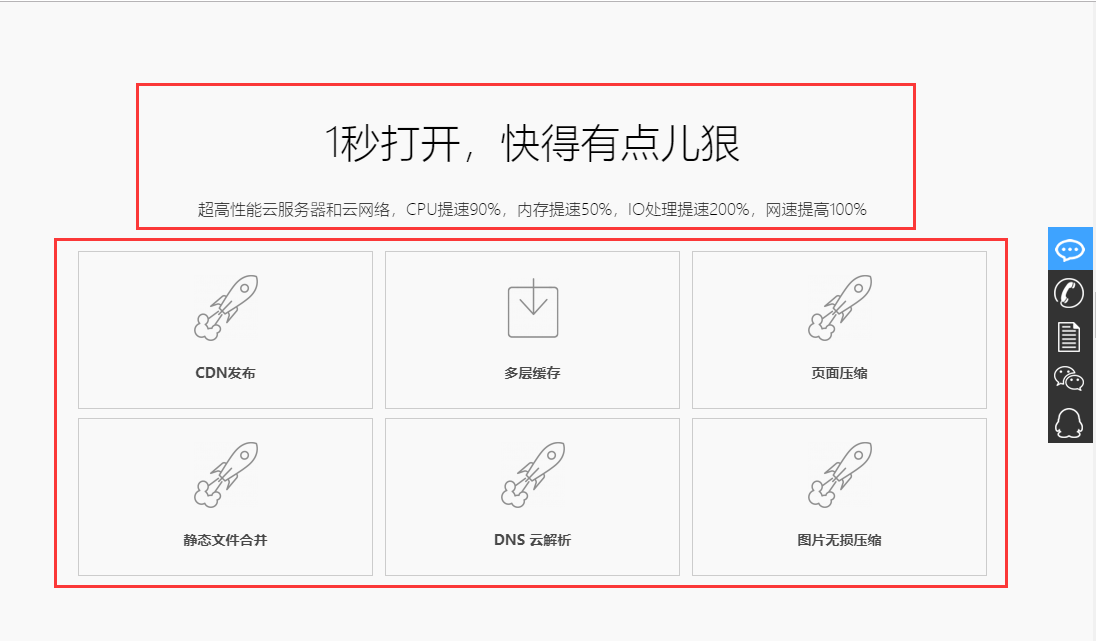 1秒打开，快得有点儿狠
超高性能云服务器和云网络，CPU提速90%，内存提速50%，IO处理提速200%，网速提高100%
CDN发布
多层缓存
页面压缩
静态文件合并
DNS 云解析
图片无损压缩